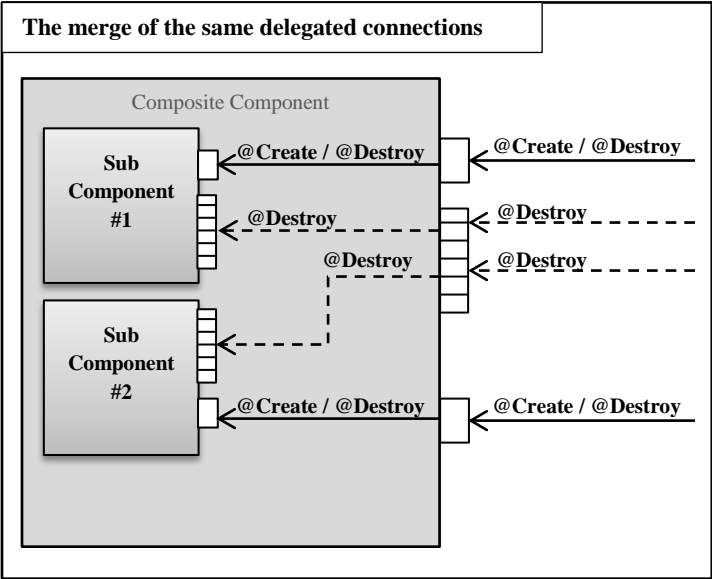 The merge of the same delegated connections
Composite Component
Sub
Component
#1
@Create / @Destroy
@Create / @Destroy
@Destroy
@Destroy
@Destroy
@Destroy
Sub
Component
#2
@Create / @Destroy
@Create / @Destroy